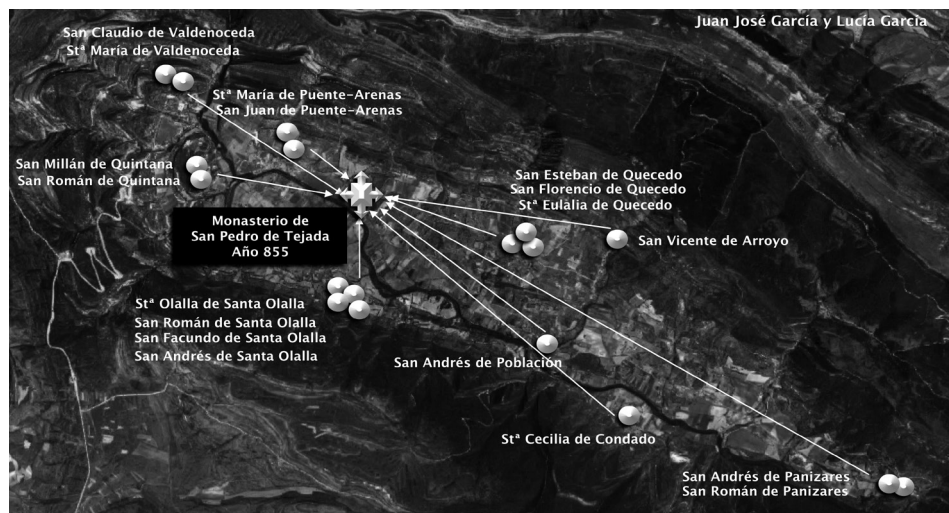 Juan José García y Lucía García
San Claudio de Valdenoceda
Stª María de Valdenoceda
Stª María de Puente-Arenas
San Juan de Puente-Arenas
San Millán de Quintana
San Román de Quintana
San Esteban de Quecedo
San Florencio de Quecedo
Stª Eulalia de Quecedo
Monasterio de
San Pedro de Tejada
Año 855
San Vicente de Arroyo
Stª Olalla de Santa Olalla
San Román de Santa Olalla
San Facundo de Santa Olalla
San Andrés de Santa Olalla
San Andrés de Población
Stª Cecilia de Condado
San Andrés de Panizares
San Román de Panizares